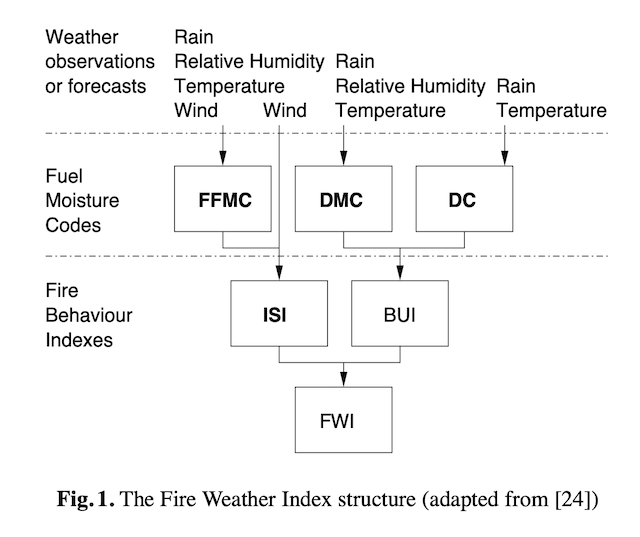 Weather
observations
or forecasts
Rain
Relative Humidity
Temperature
Wind
Wind
Rain
Relative Humidity
Temperature
Rain
Temperature
Fuel
Moisture
Codes
FFMC
DMC
DC
Fire
Behaviour
Indexes
ISI
BUI
FWI
Fig. 1. The Fire Weather Index structure (adapted from [24])